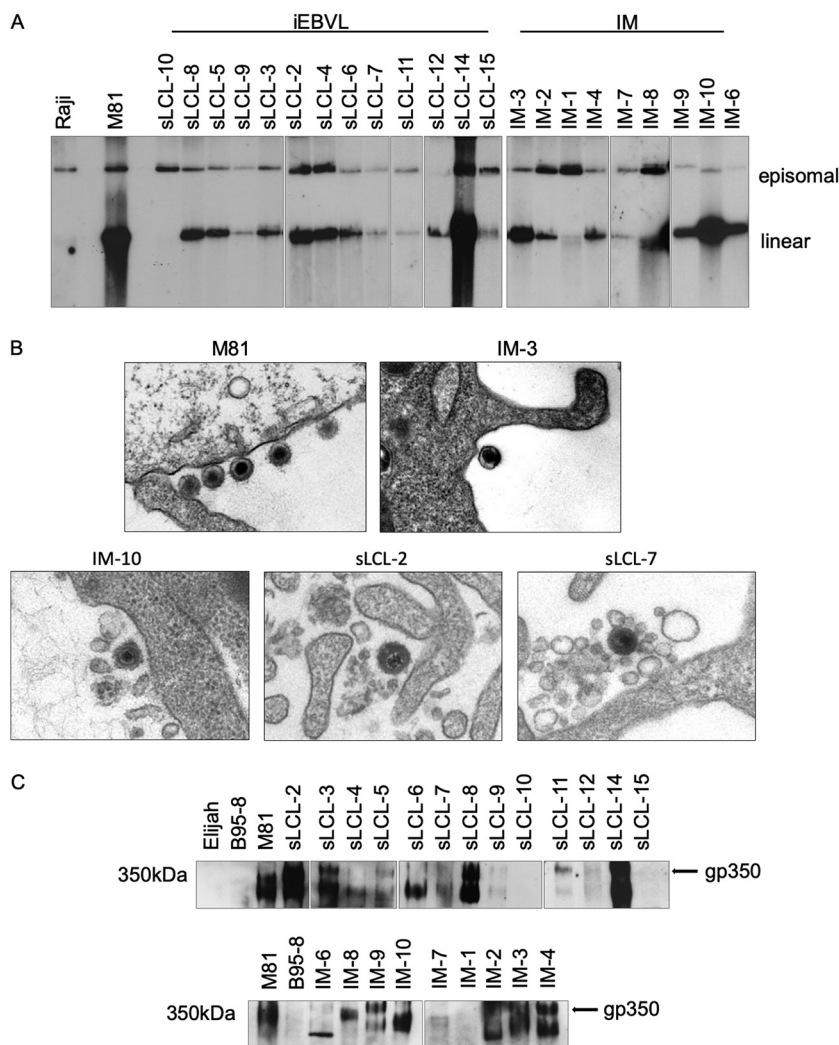 A
iEBVL
IM
Raji
M81
sLCL-10
sLCL-8
sLCL-5
sLCL-9
sLCL-3
sLCL-2
sLCL-4
sLCL-6
sLCL-7
sLCL-11
sLCL-12
sLCL-14
sLCL-15
IM-3
IM-2
IM-1
IM-4
IM-7
IM-8
IM-9
IM-10
IM-6
episomal
linear
B
M81
IM-3
IM-10
sLCL-2
sLCL-7
C
Elijah
B95-8
M81
sLCL-2
sLCL-3
sLCL-4
sLCL-5
sLCL-6
sLCL-7
sLCL-8
sLCL-9
sLCL-10
sLCL-11
sLCL-12
sLCL-14
sLCL-15
350kDa
gp350
M81
B95-8
IM-6
IM-8
IM-9
IM-10
IM-7
IM-1
IM-2
IM-3
IM-4
350kDa
gp350